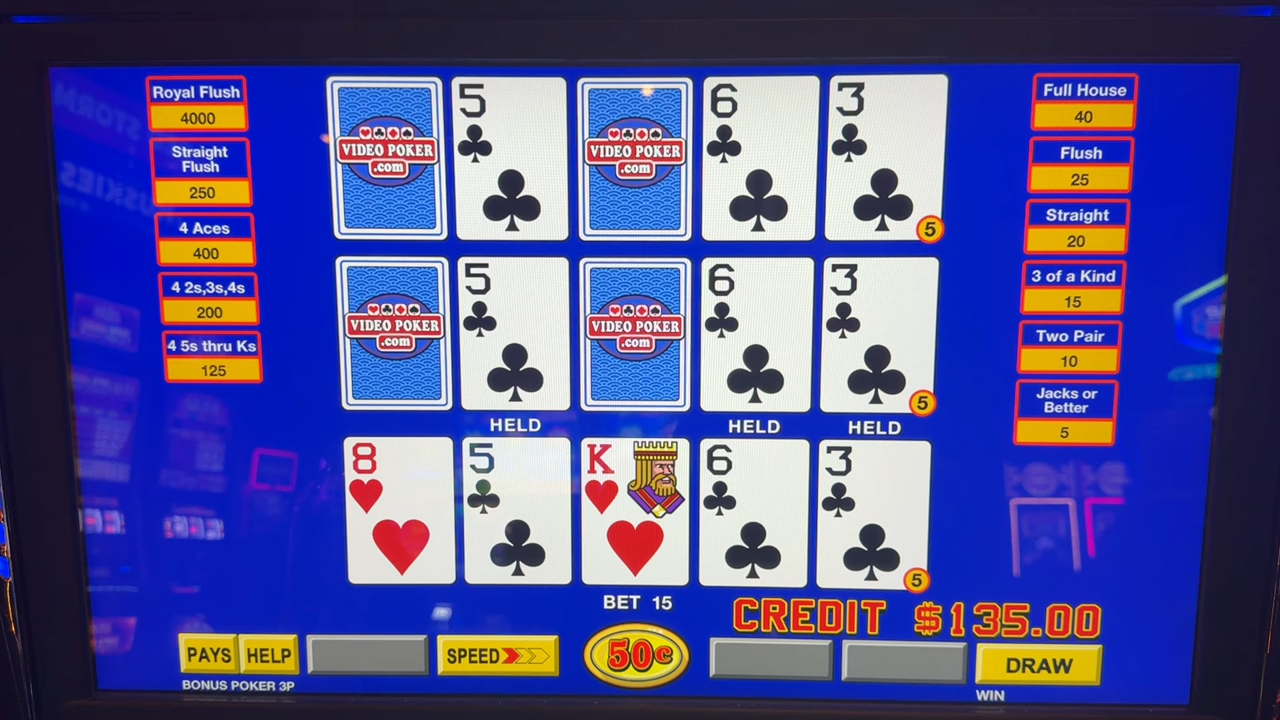 Royal Flush
4000
Straight
Flush
250
4 Aces
400
4 2s,3s,4s
200
4 5s thru Ks
125
VIDEO POKER
.com
5
VIDEO POKER
.com
6
3
5
VIDEO POKER
.com
5
VIDEO POKER
.com
6
3
5
HELD
HELD
HELD
8
5
K
6
3
5
Full House
40
Flush
25
Straight
20
3 of a Kind
15
Two Pair
10
Jacks or
Better
5
BET 15
CREDIT $135.00
PAYS
HELP
SPEED
50¢
DRAW
BONUS POKER 3P
WIN